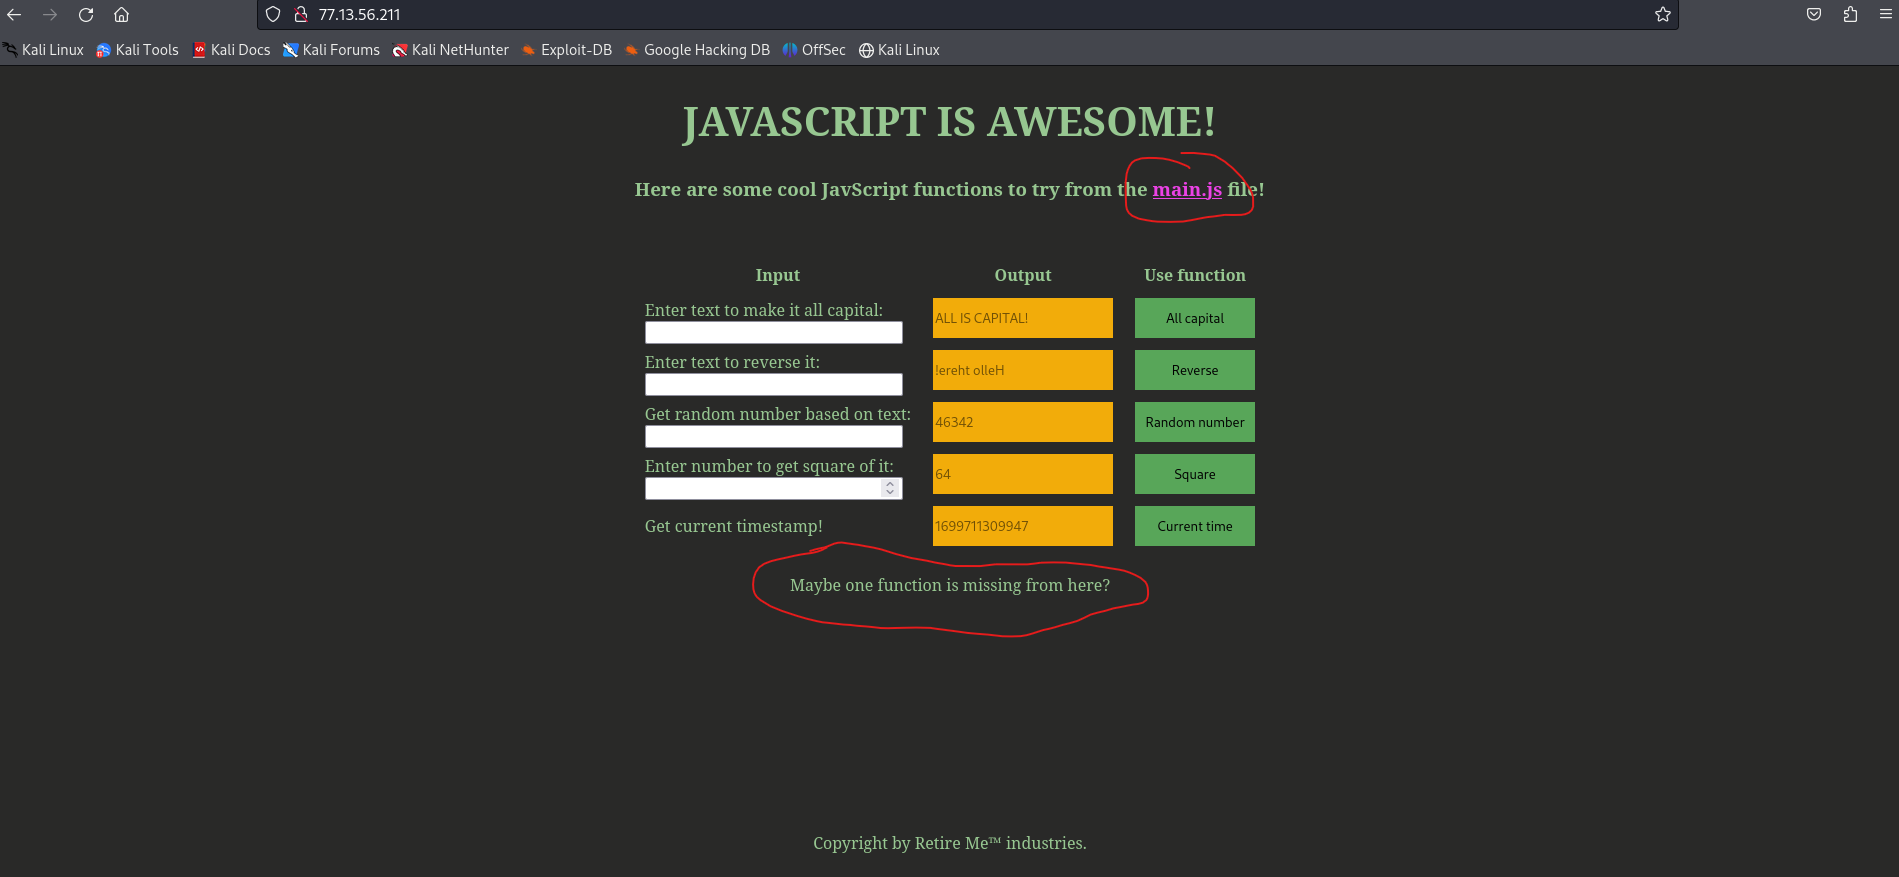 77.13.56.211
Kali Linux Kali Tools Kali Docs Kali Forums Kali NetHunter Exploit-DB Google Hacking DB OffSec Kali Linux
JAVASCRIPT IS AWESOME!
Here are some cool JavScript functions to try from the main.js file!
Input Output Use function
Enter text to make it all capital:
ALL IS CAPITAL! All capital
Enter text to reverse it:
!ereht olleH Reverse
Get random number based on text:
46342 Random number
Enter number to get square of it:
64 Square
Get current timestamp! 1699711309947 Current time
Maybe one function is missing from here?
Copyright by Retire Me™ industries.